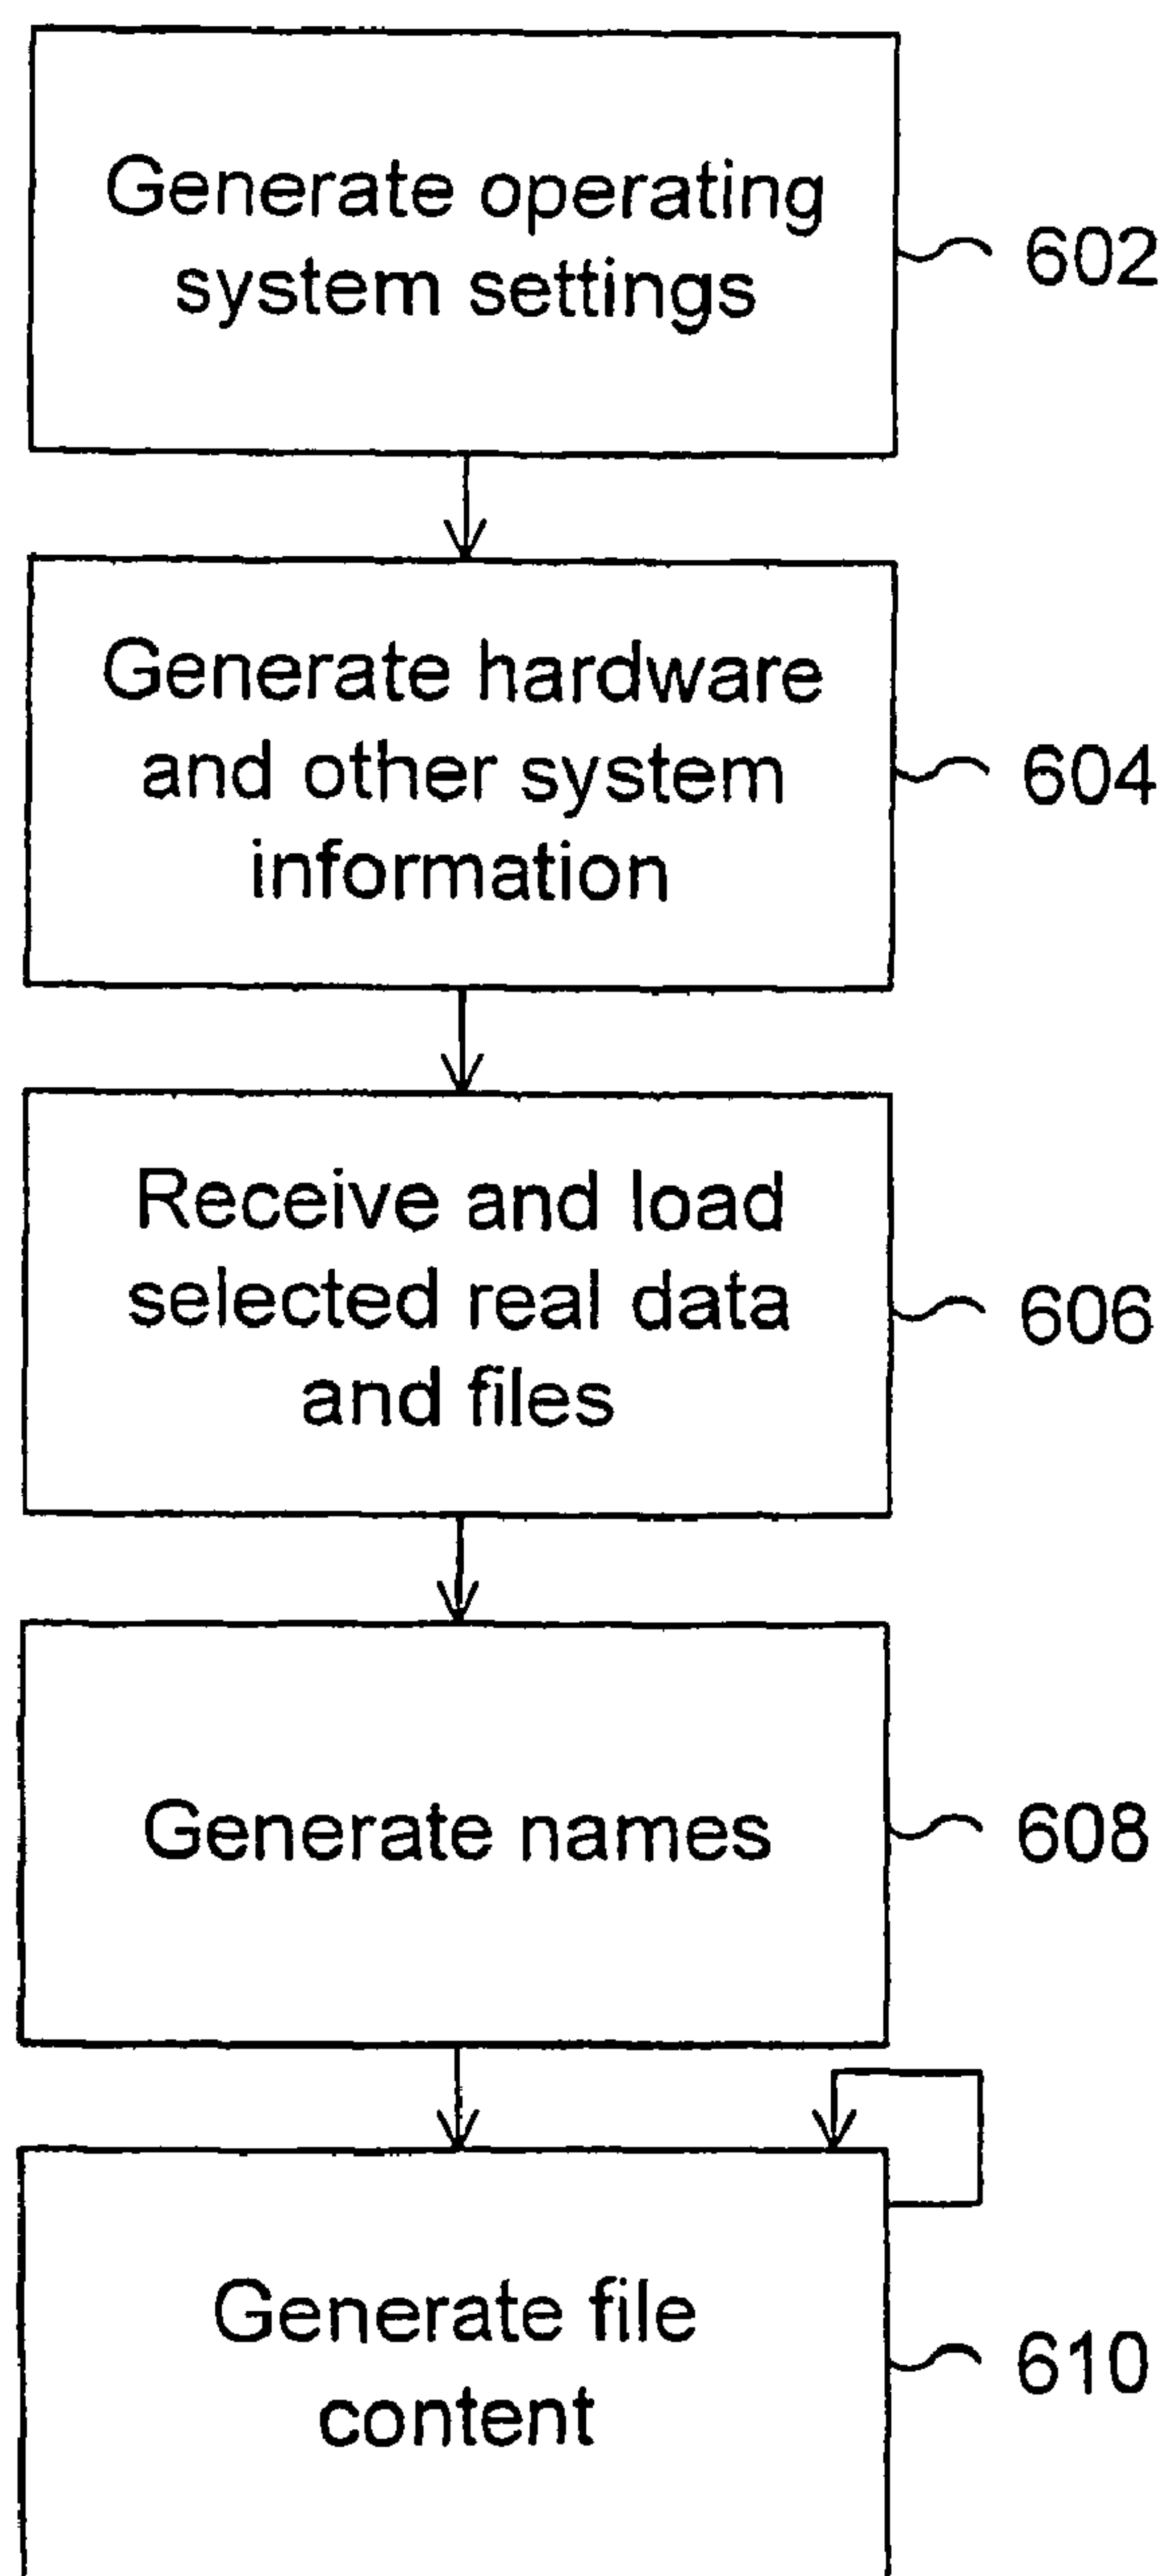 Generate operating
system settings
602
Generate hardware
and other system
information
604
Receive and load
selected real data
and files
606
Generate names
608
Generate file
content
610